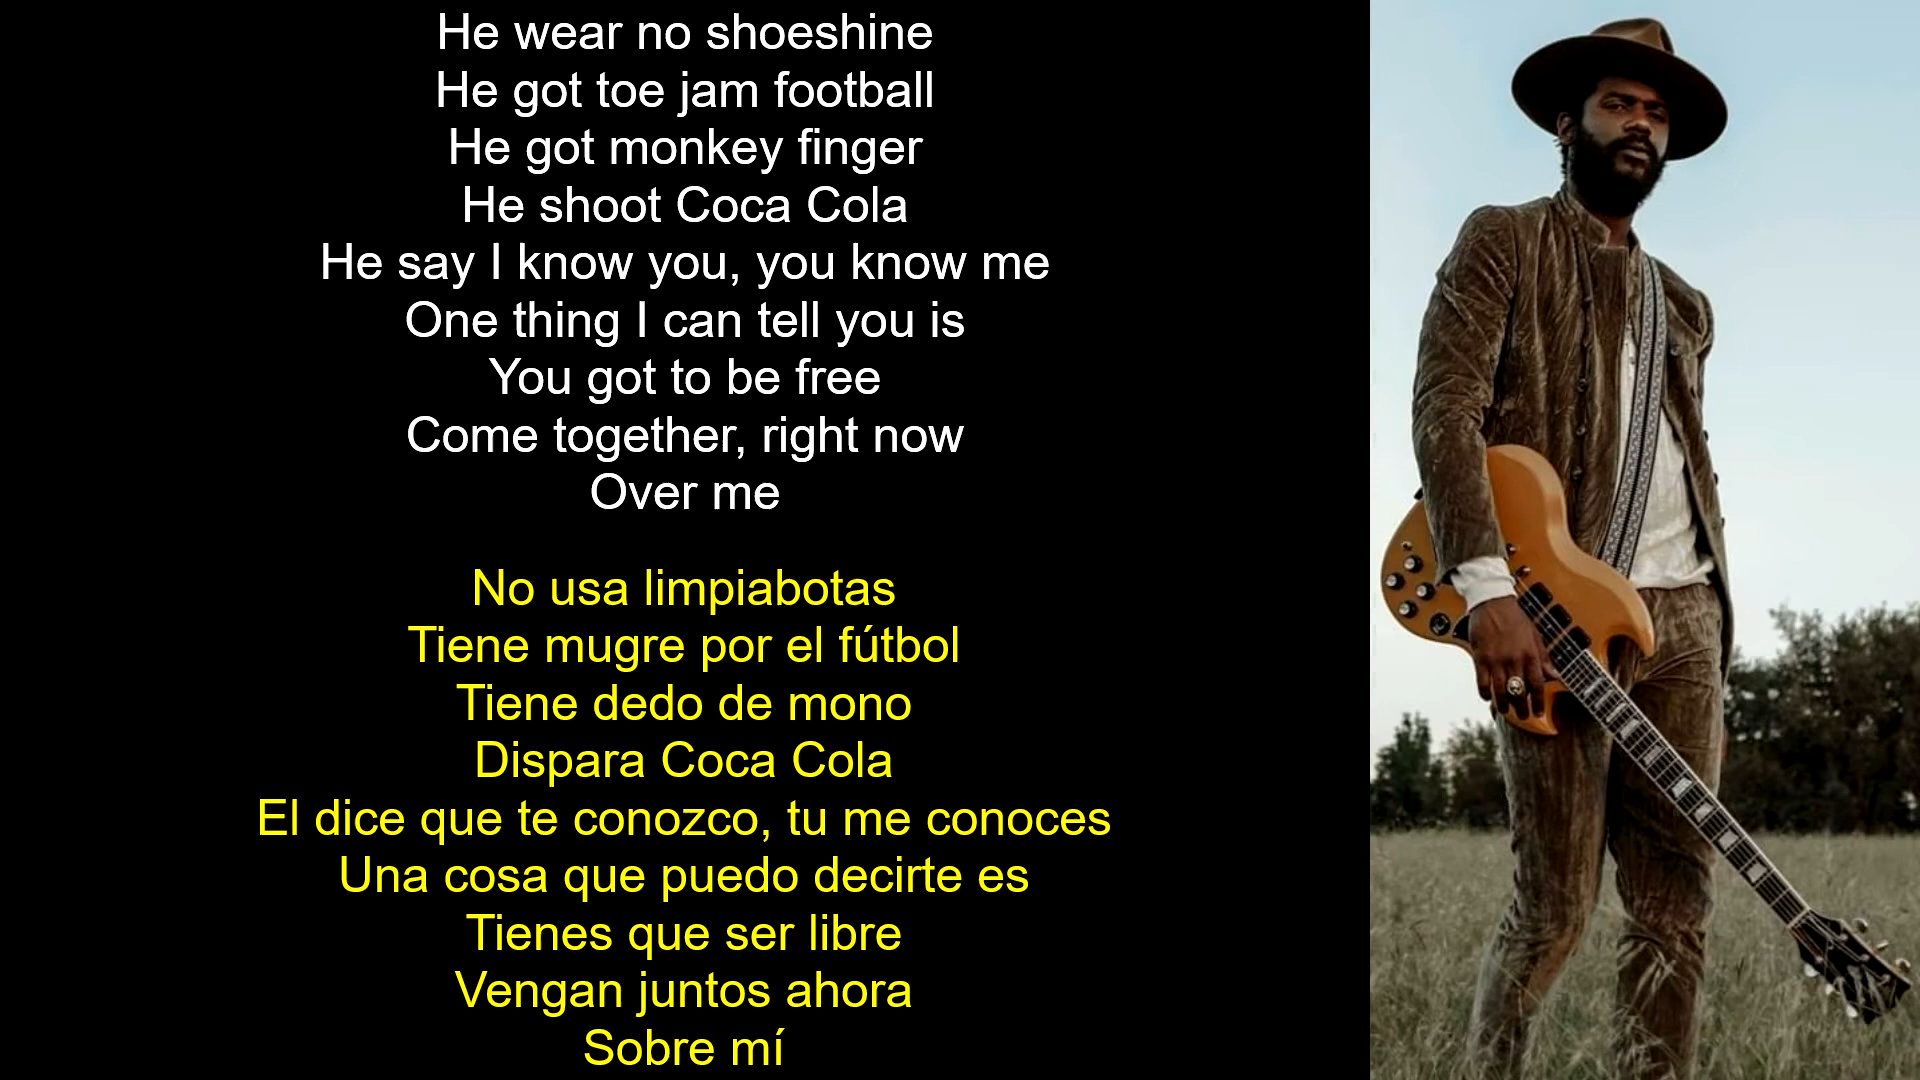 He wear no shoeshine
He got toe jam football
He got monkey finger
He shoot Coca Cola
He say I know you, you know me
One thing I can tell you is
You got to be free
Come together, right now
Over me
No usa limpiabotas
Tiene mugre por el fútbol
Tiene dedo de mono
Dispara Coca Cola
El dice que te conozco, tu me conoces
Una cosa que puedo decirte es
Tienes que ser libre
Vengan juntos ahora
Sobre mí